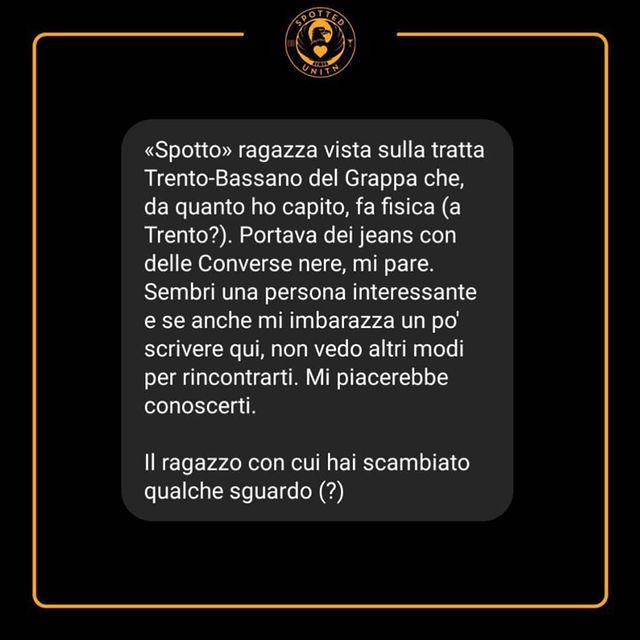 SPOTTED
UNITN
«Spotto» ragazza vista sulla tratta
Trento-Bassano del Grappa che,
da quanto ho capito, fa fisica (a
Trento?). Portava dei jeans con
delle Converse nere, mi pare.
Sembri una persona interessante
e se anche mi imbarazza un po'
scrivere qui, non vedo altri modi
per rincontrarti. Mi piacerebbe
conoscerti.
Il ragazzo con cui hai scambiato
qualche sguardo (?)